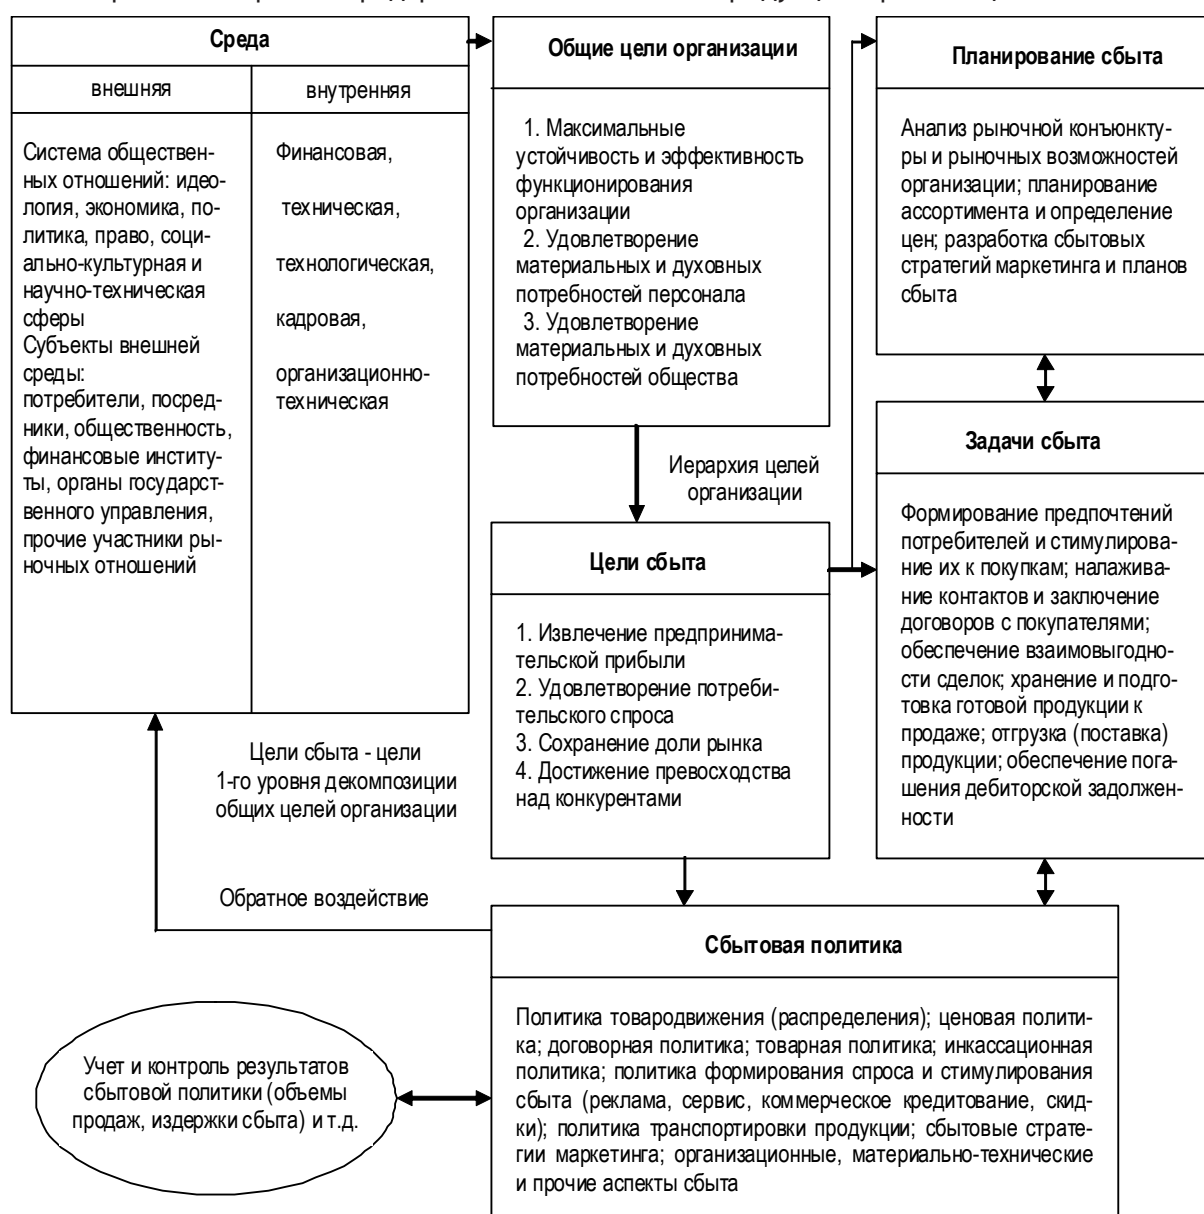 Среда
внешняя
внутренняя
Система обществен-
ных отношений: идео-
логия, экономика, по-
литика, право, соци-
ально-культурная и
научно-техническая
сферы
Субъекты внешней
среды:
потребители, посред-
ники, общественность,
финансовые институ-
ты, органы государст-
венного управления,
прочие участники ры-
ночных отношений
Финансовая,
техническая,
технологическая,
кадровая,
организационно-
техническая
Общие цели организации
1. Максимальные
устойчивость и эффективность
функционирования
организации
2. Удовлетворение
материальных и духовных
потребностей персонала
3. Удовлетворение
материальных и духовных
потребностей общества
Планирование сбыта
Анализ рыночной конъюнкту-
ры и рыночных возможностей
организации; планирование
ассортимента и определение
цен; разработка сбытовых
стратегий маркетинга и планов
сбыта
Иерархия целей
организации
Цели сбыта
1. Извлечение предпринима-
тельской прибыли
2. Удовлетворение потреби-
тельского спроса
3. Сохранение доли рынка
4. Достижение превосходства
над конкурентами
Задачи сбыта
Формирование предпочтений
потребителей и стимулирова-
ние их к покупкам; налажива-
ние контактов и заключение
договоров с покупателями;
обеспечение взаимовыгодно-
сти сделок; хранение и подго-
товка готовой продукции к
продаже; отгрузка (поставка)
продукции; обеспечение пога-
шения дебиторской задолжен-
ности
Цели сбыта - цели
1-го уровня декомпозиции
общих целей организации
Обратное воздействие
Сбытовая политика
Политика товародвижения (распределения); ценовая полити-
ка; договорная политика; товарная политика; инкассационная
политика; политика формирования спроса и стимулирования
сбыта (реклама, сервис, коммерческое кредитование, скид-
ки); политика транспортировки продукции; сбытовые страте-
гии маркетинга; организационные, материально-технические
и прочие аспекты сбыта
Учет и контроль результатов
сбытовой политики (объемы
продаж, издержки сбыта) и т.д.